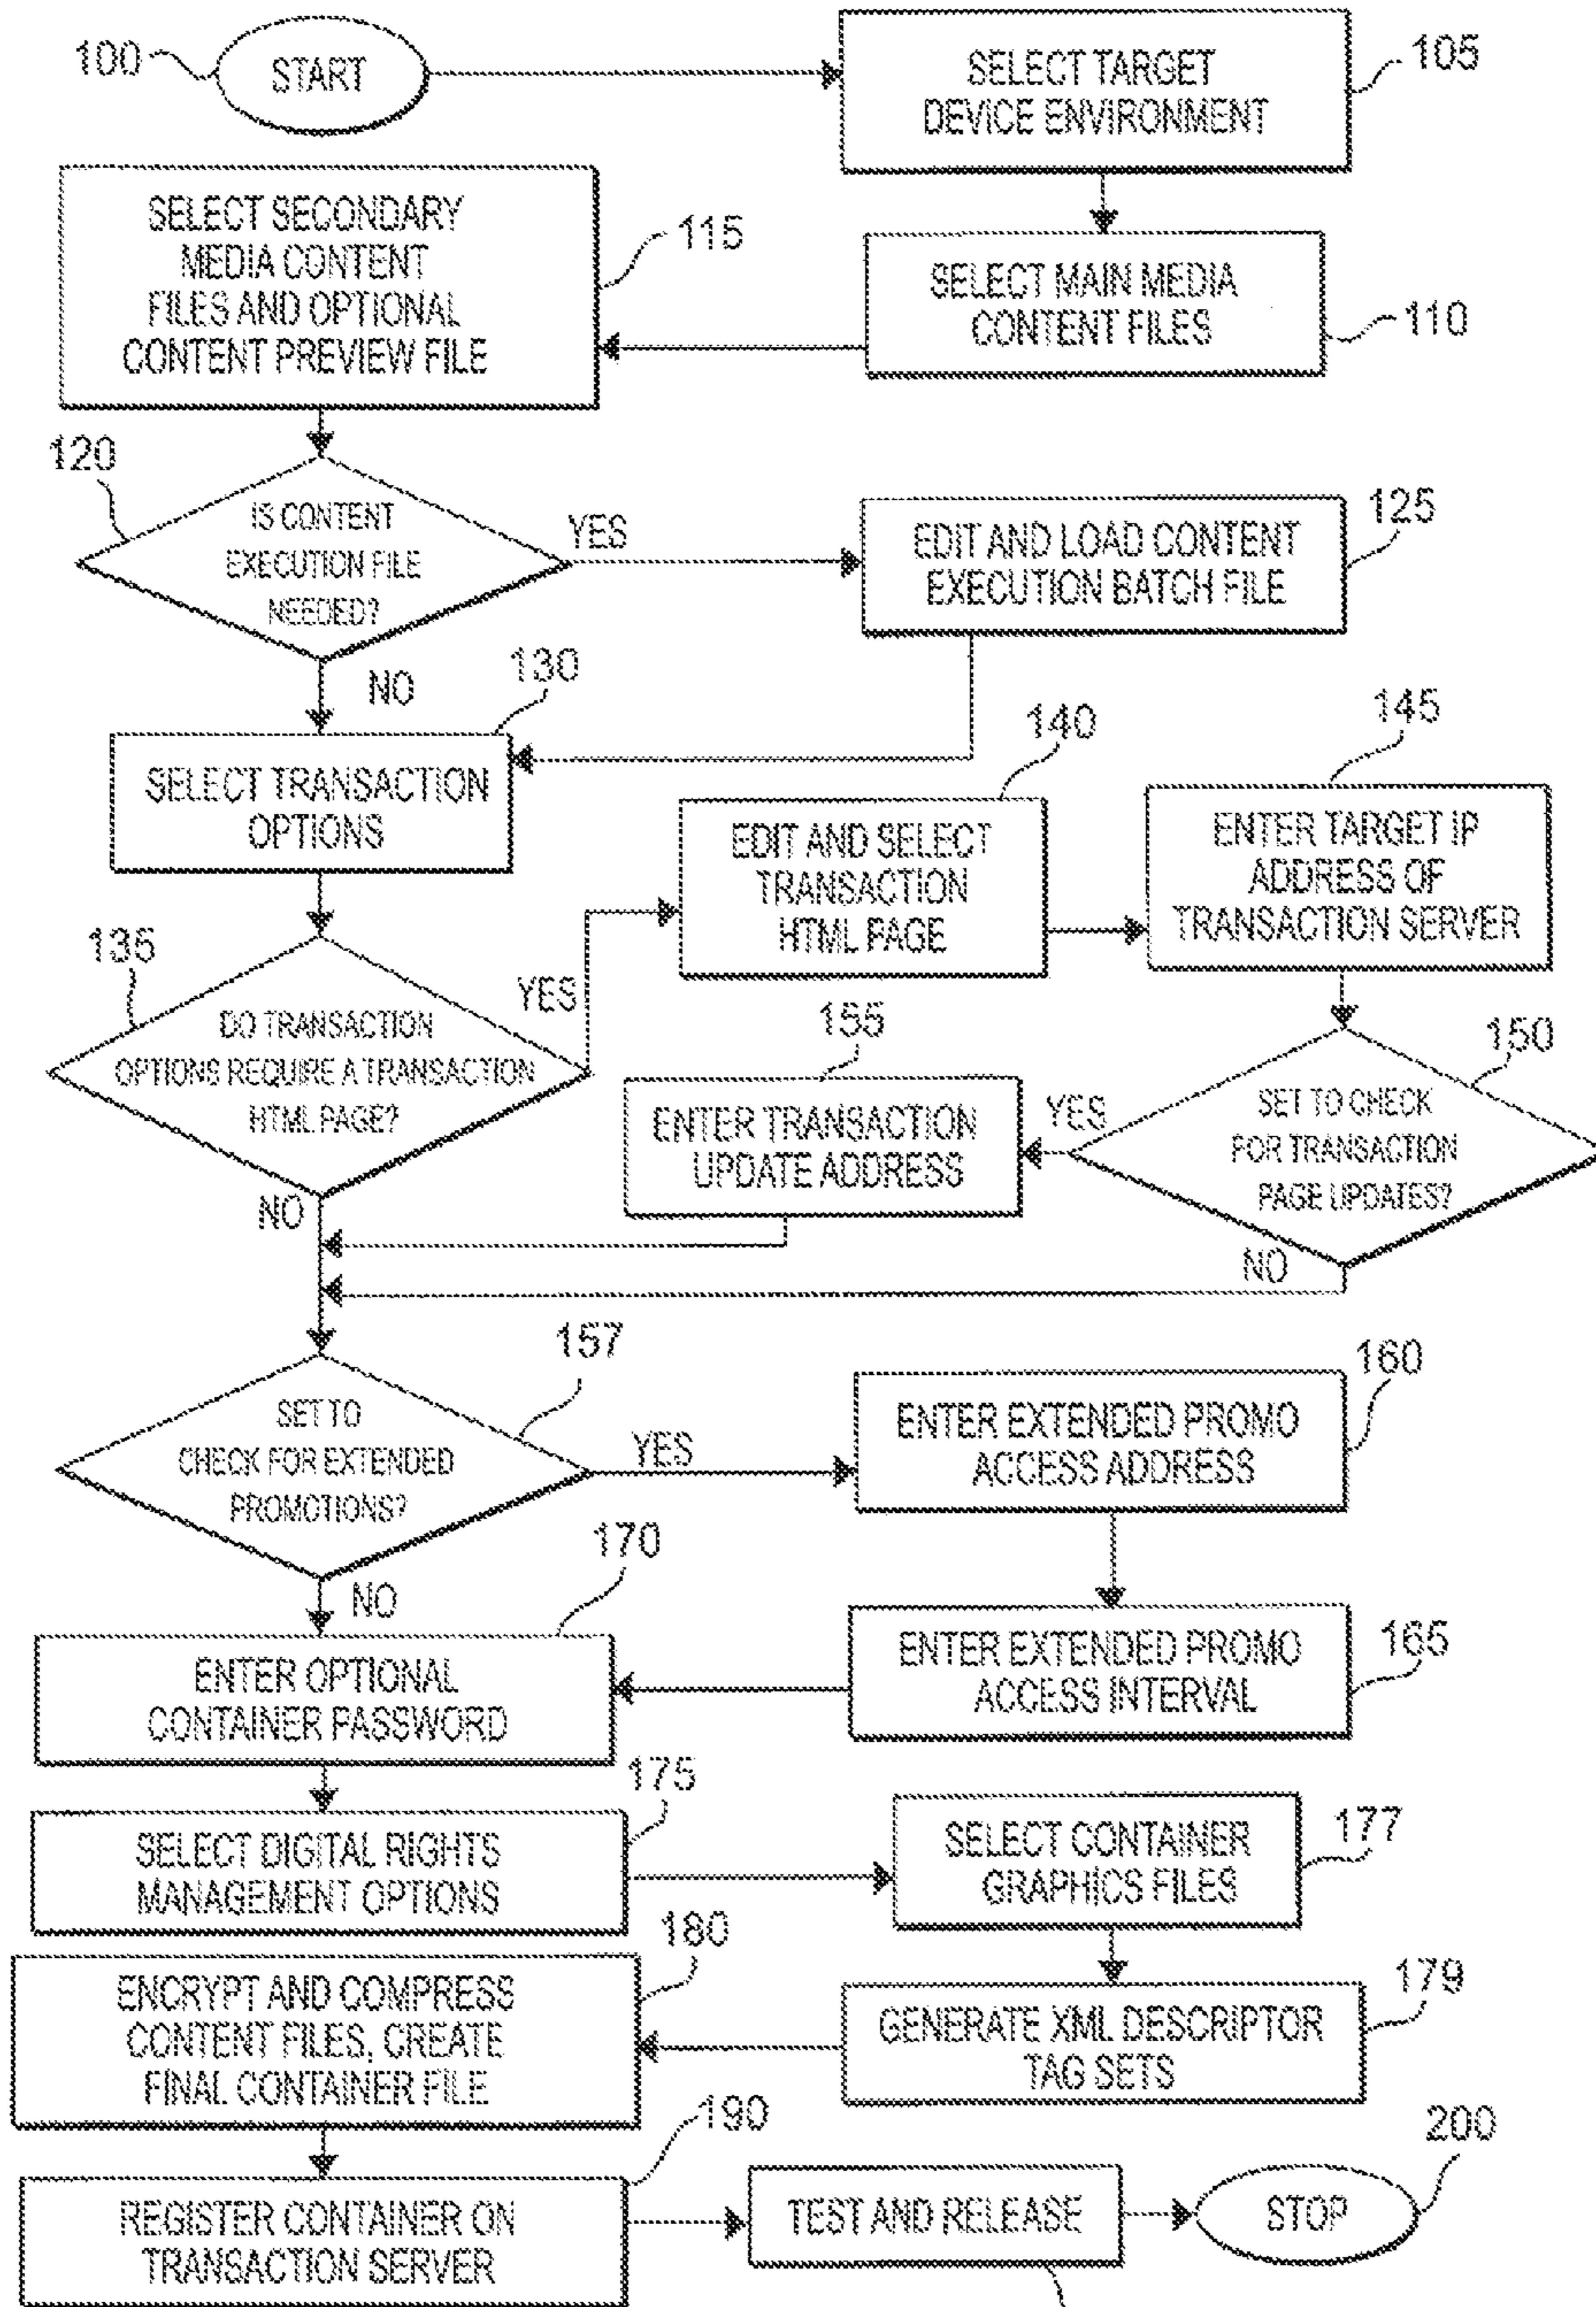 100
START
SELECT TARGET
DEVICE ENVIRONMENT
105
SELECT MAIN MEDIA
CONTENT FILES
110
SELECT SECONDARY
MEDIA CONTENT
FILES AND OPTIONAL
CONTENT PREVIEW FILE
115
120
IS CONTENT
EXECUTION FILE
NEEDED?
YES
NO
EDIT AND LOAD CONTENT
EXECUTION BATCH FILE
125
130
SELECT TRANSACTION
OPTIONS
135
DO TRANSACTION
OPTIONS REQUIRE A TRANSACTION
HTML PAGE?
YES
NO
140
EDIT AND SELECT
TRANSACTION
HTML PAGE
145
ENTER TARGET IP
ADDRESS OF
TRANSACTION SERVER
150
SET TO CHECK
FOR TRANSACTION
PAGE UPDATES?
YES
NO
155
ENTER TRANSACTION
UPDATE ADDRESS
157
SET TO
CHECK FOR EXTENDED
PROMOTIONS?
YES
NO
160
ENTER EXTENDED PROMO
ACCESS ADDRESS
165
ENTER EXTENDED PROMO
ACCESS INTERVAL
170
ENTER OPTIONAL
CONTAINER PASSWORD
175
SELECT DIGITAL RIGHTS
MANAGEMENT OPTIONS
177
SELECT CONTAINER
GRAPHICS FILES
179
GENERATE XML DESCRIPTOR
TAG SETS
180
ENCRYPT AND COMPRESS
CONTENT FILES, CREATE
FINAL CONTAINER FILE
190
REGISTER CONTAINER ON
TRANSACTION SERVER
TEST AND RELEASE
STOP
200